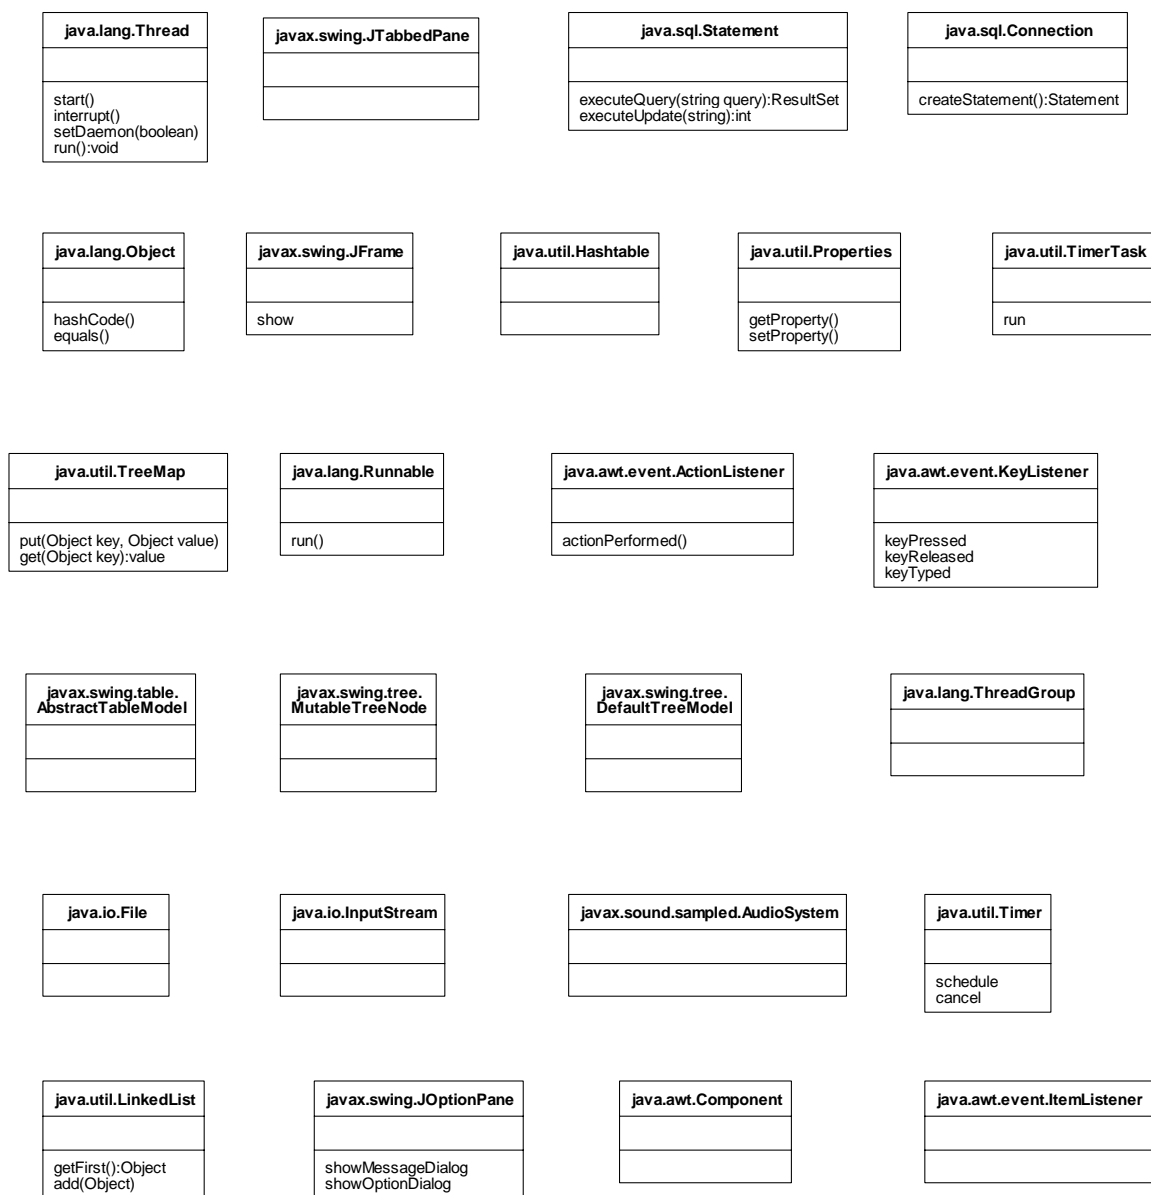 java.lang.Thread
start()
interrupt()
setDaemon(boolean)
run():void
javax.swing.JTabbedPane
java.sql.Statement
executeQuery(string query):ResultSet
executeUpdate(string):int
java.sql.Connection
createStatement():Statement
java.lang.Object
hashCode()
equals()
javax.swing.JFrame
show
java.util.Hashtable
java.util.Properties
getProperty()
setProperty()
java.util.TimerTask
run
java.util.TreeMap
put(Object key, Object value)
get(Object key):value
java.lang.Runnable
run()
java.awt.event.ActionListener
actionPerformed()
java.awt.event.KeyListener
keyPressed
keyReleased
keyTyped
javax.swing.table.
AbstractTableModel
javax.swing.tree.
MutableTreeNode
javax.swing.tree.
DefaultTreeModel
java.lang.ThreadGroup
java.io.File
java.io.InputStream
javax.sound.sampled.AudioSystem
java.util.Timer
schedule
cancel
java.util.LinkedList
getFirst():Object
add(Object)
javax.swing.JOptionPane
showMessageDialog
showOptionDialog
java.awt.Component
java.awt.event.ItemListener